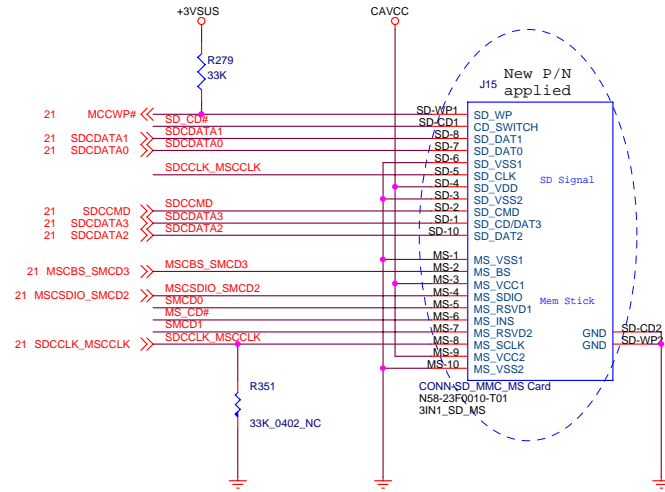 +3VSUS
CAVCC
R279
33K
J15
New P/N
applied
21 MCCWP#
SD-WP1
SD_WP
SD_CD#
SD-CD1
CD_SWITCH
21 SDCDATA1
SDCDATA1
SD-8
SD_DAT1
21 SDCDATA0
SDCDATA0
SD-7
SD_DAT0
SD-6
SD_VSS1
SDCCLK_MSCCLK
SD-5
SD_CLK
SD-4
SD_VDD
SD Signal
SD-3
SD_VSS2
21 SDCCMD
SDCCMD
SD-2
SD_CMD
21 SDCDATA3
SDCDATA3
SD-1
SD_CD/DAT3
21 SDCDATA2
SDCDATA2
SD-10
SD_DAT2
MS-1
MS_VSS1
21 MSCBS_SMCD3
MSCBS_SMCD3
MS-2
MS_BS
MS-3
MS_VCC1
21 MSCSDIO_SMCD2
MSCSDIO_SMCD2
MS-4
MS_SDIO
Mem Stick
SMCD0
MS-5
MS_RSVD1
MS_CD#
MS-6
MS_INS
SMCD1
MS-7
MS_RSVD2
GND
SD-CD2
21 SDCCLK_MSCCLK
SDCCLK_MSCCLK
MS-8
MS_SCLK
GND
SD-WP2
MS-9
MS_VCC2
MS-10
MS_VSS2
R351
33K_0402_NC
CONN-SD_MMC_MS Card
N58-23F0010-T01
3IN1_SD_MS